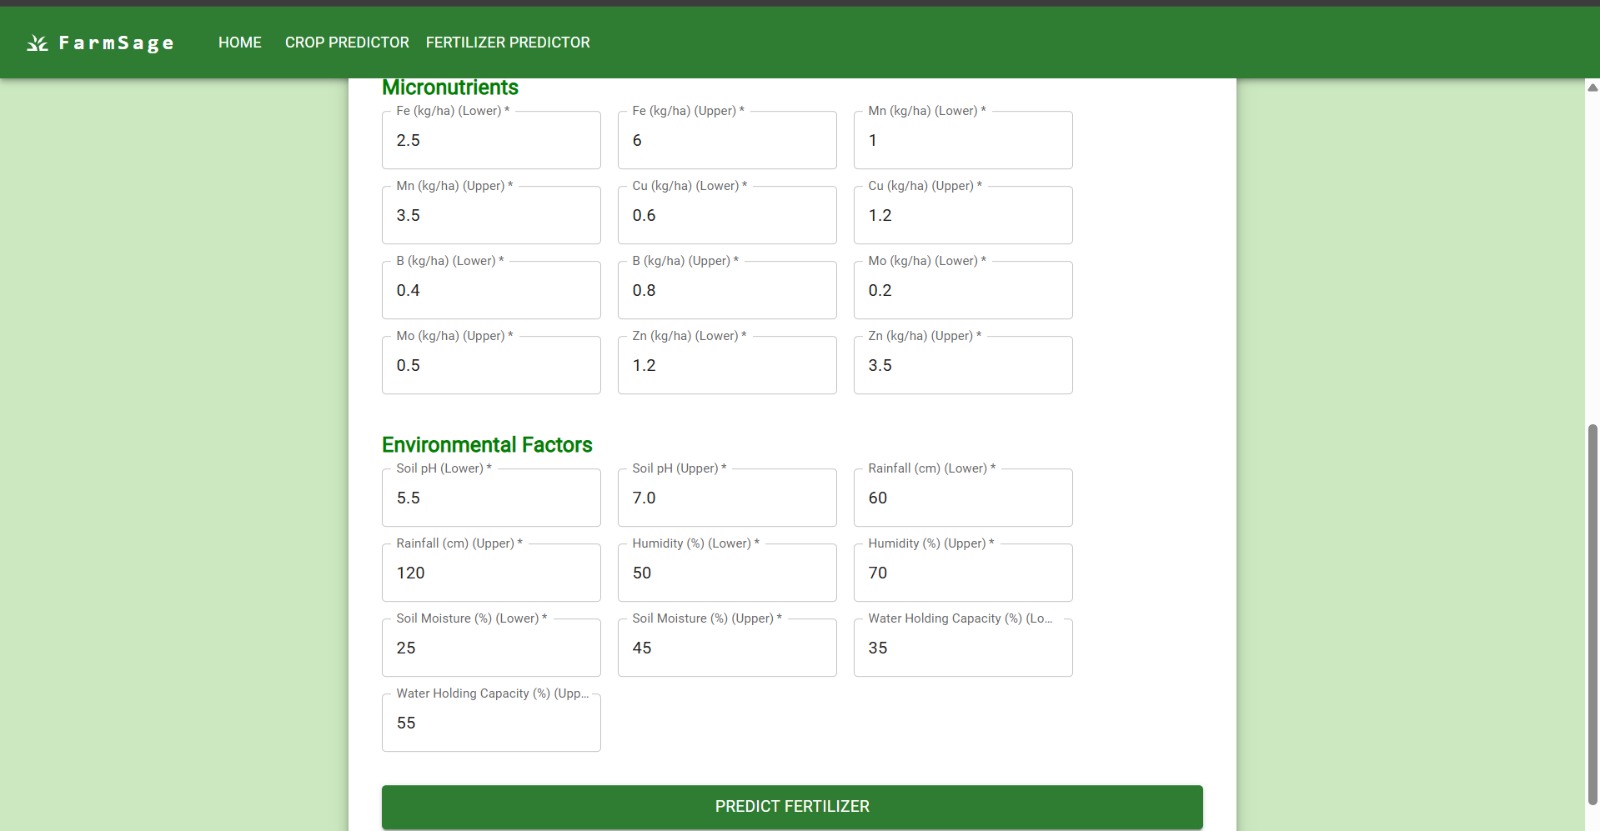 FarmSage HOME CROP PREDICTOR FERTILIZER PREDICTOR
Micronutrients
Fe (kg/ha) (Lower) * Fe (kg/ha) (Upper) * Mn (kg/ha) (Lower) *
2.5 6 1
Mn (kg/ha) (Upper) * Cu (kg/ha) (Lower) * Cu (kg/ha) (Upper) *
3.5 0.6 1.2
B (kg/ha) (Lower) * B (kg/ha) (Upper) * Mo (kg/ha) (Lower) *
0.4 0.8 0.2
Mo (kg/ha) (Upper) * Zn (kg/ha) (Lower) * Zn (kg/ha) (Upper) *
0.5 1.2 3.5
Environmental Factors
Soil pH (Lower) * Soil pH (Upper) * Rainfall (cm) (Lower) *
5.5 7.0 60
Rainfall (cm) (Upper) * Humidity (%) (Lower) * Humidity (%) (Upper) *
120 50 70
Soil Moisture (%) (Lower) * Soil Moisture (%) (Upper) * Water Holding Capacity (%) (Lo...
25 45 35
Water Holding Capacity (%) (Upp...
55
PREDICT FERTILIZER